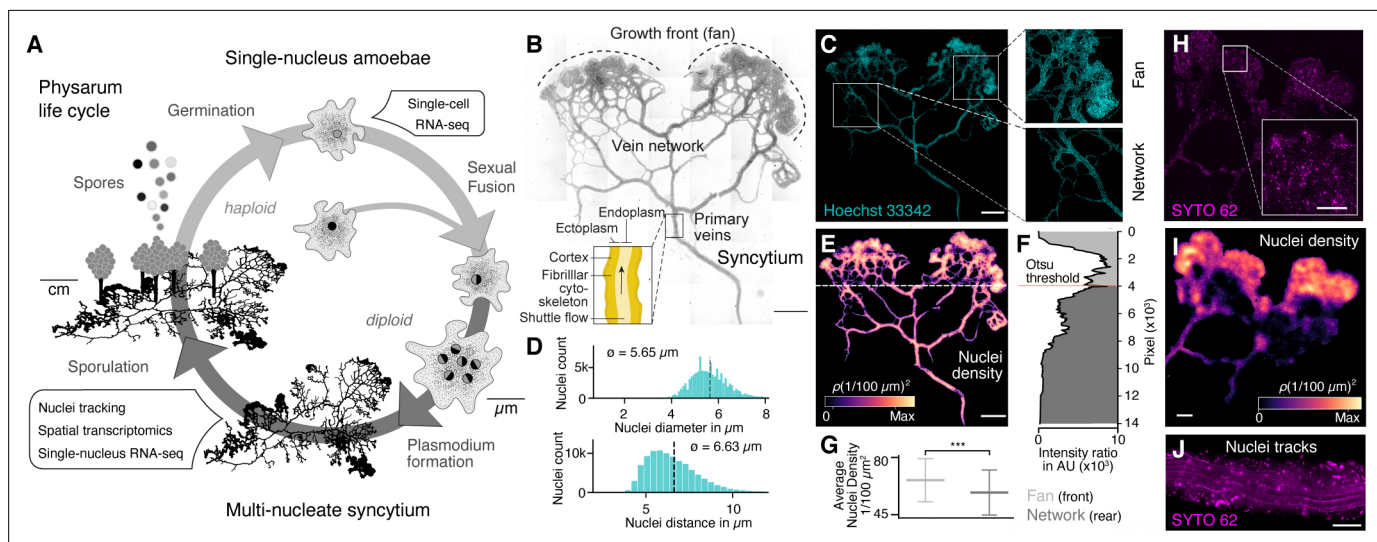 A
Physarum
life cycle
Single-nucleus amoebae
Germination
Single-cell
RNA-seq
Spores
haploid
Sexual
Fusion
cm
diploid
Sporulation
µm
Nuclei tracking
Spatial transcriptomics
Single-nucleus RNA-seq
Plasmodium
formation
Multi-nucleate syncytium
B
Growth front (fan)
Vein network
Endoplasm
Ectoplasm
Primary
veins
Cortex
Fibrilllar
cyto-
skeleton
Shuttle flow
Syncytium
C
Hoechst 33342
Fan
Network
D
ø = 5.65 µm
Nuclei count
5k
0
2
4
6
8
Nuclei diameter in µm
ø = 6.63 µm
Nuclei count
10k
0
5
10
Nuclei distance in µm
E
Nuclei
density
ρ(1/100 µm)²
0
Max
F
Otsu
threshold
0
2
4
6
8
10
12
14
Pixel (x10³)
0
10
Intensity ratio
in AU (x10³)
G
***
80
45
Average
Nuclei Density
1/100 µm²
Fan (front)
Network (rear)
H
SYTO 62
I
Nuclei density
ρ(1/100 µm)²
0
Max
J
Nuclei tracks
SYTO 62